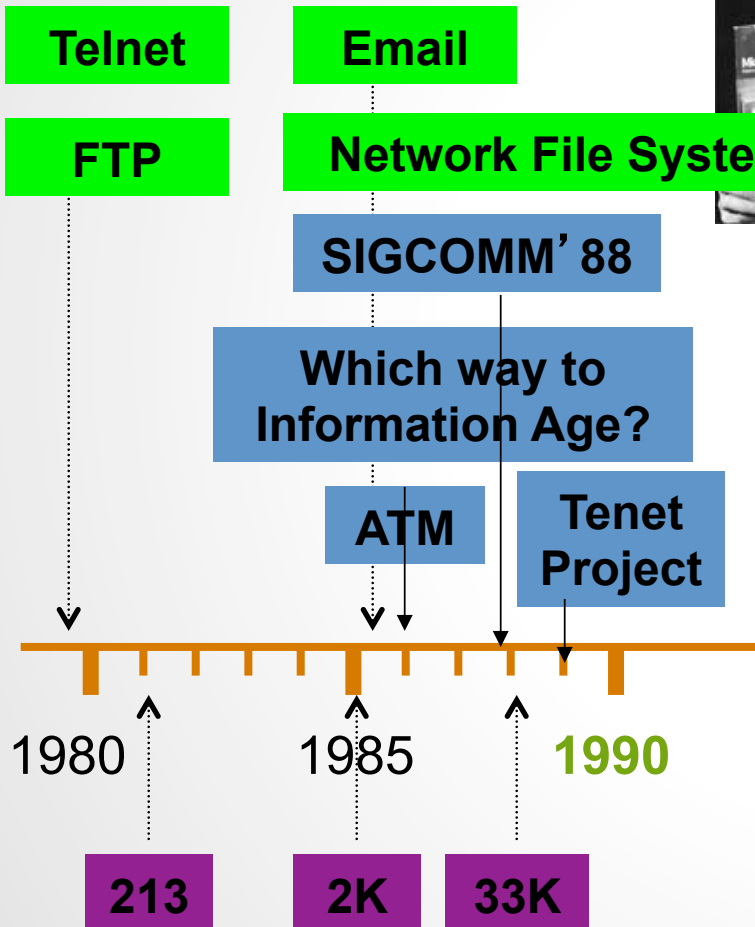 Telnet
Email
FTP
Network File Syste
SIGCOMM’ 88
Which way to
Information Age?
ATM
Tenet
Project
1980
1985
1990
213
2K
33K